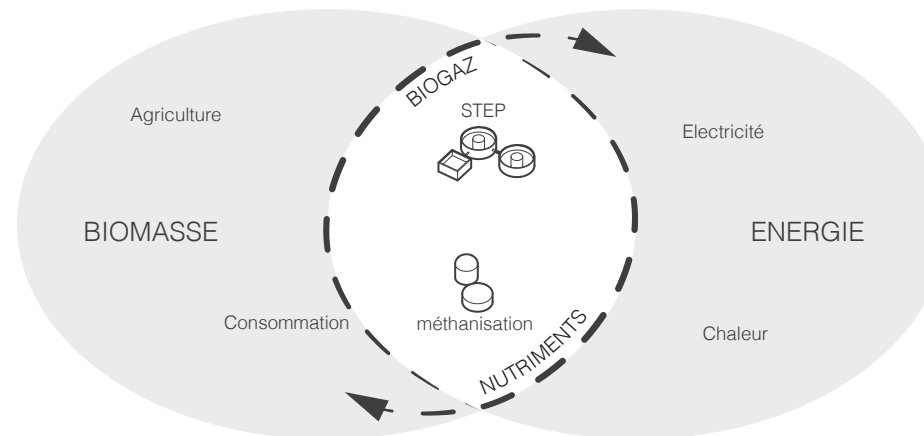 BIOGAZ
Agriculture
STEP
Electricité
BIOMASSE
ENERGIE
Consommation
méthanisation
Chaleur
NUTRIMENTS